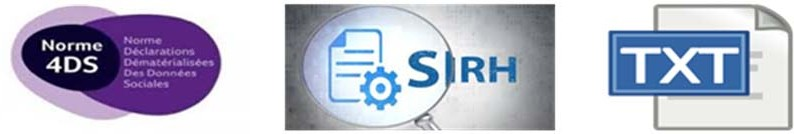 Norme
4DS
Norme
Déclarations
Dématérialisées
Des Données
Sociales
SIRH
TXT